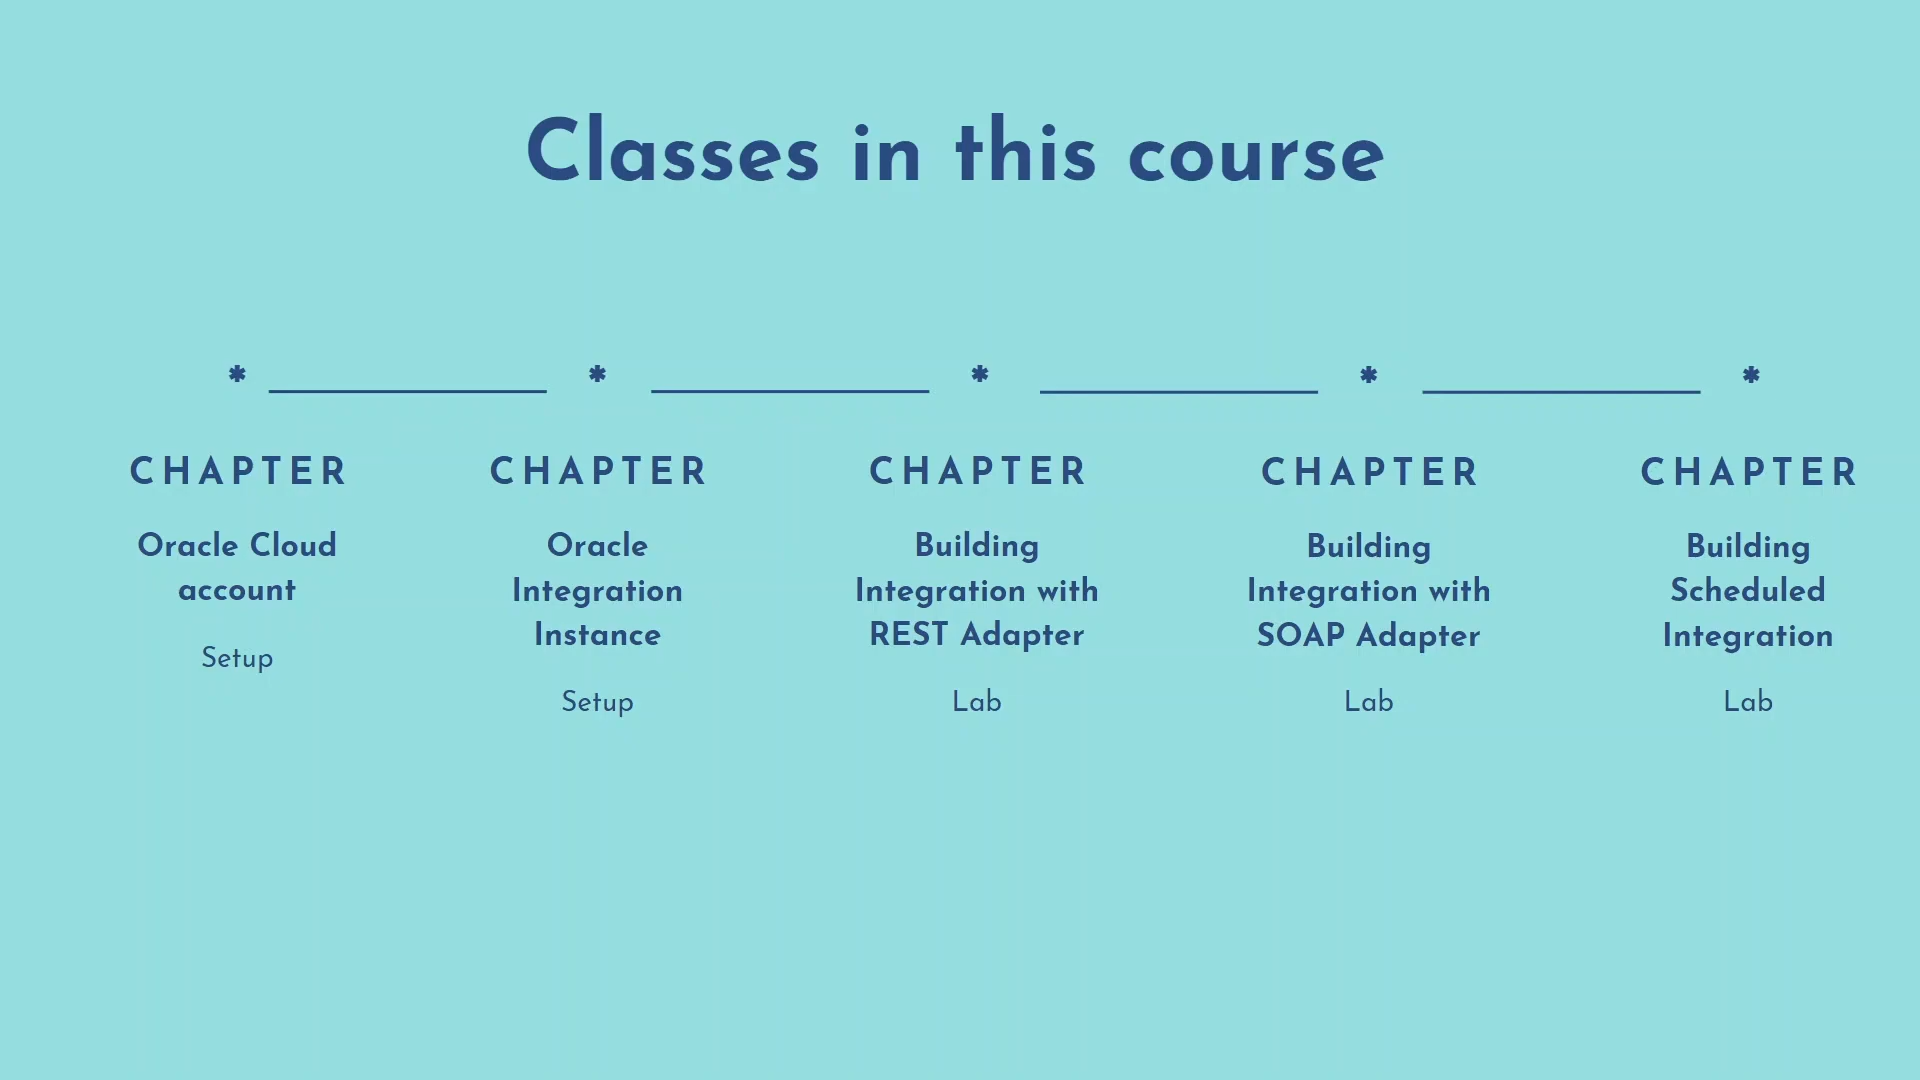 Classes in this course
* * * * *
CHAPTER
Oracle Cloud
account
Setup
CHAPTER
Oracle
Integration
Instance
Setup
CHAPTER
Building
Integration with
REST Adapter
Lab
CHAPTER
Building
Integration with
SOAP Adapter
Lab
CHAPTER
Building
Scheduled
Integration
Lab